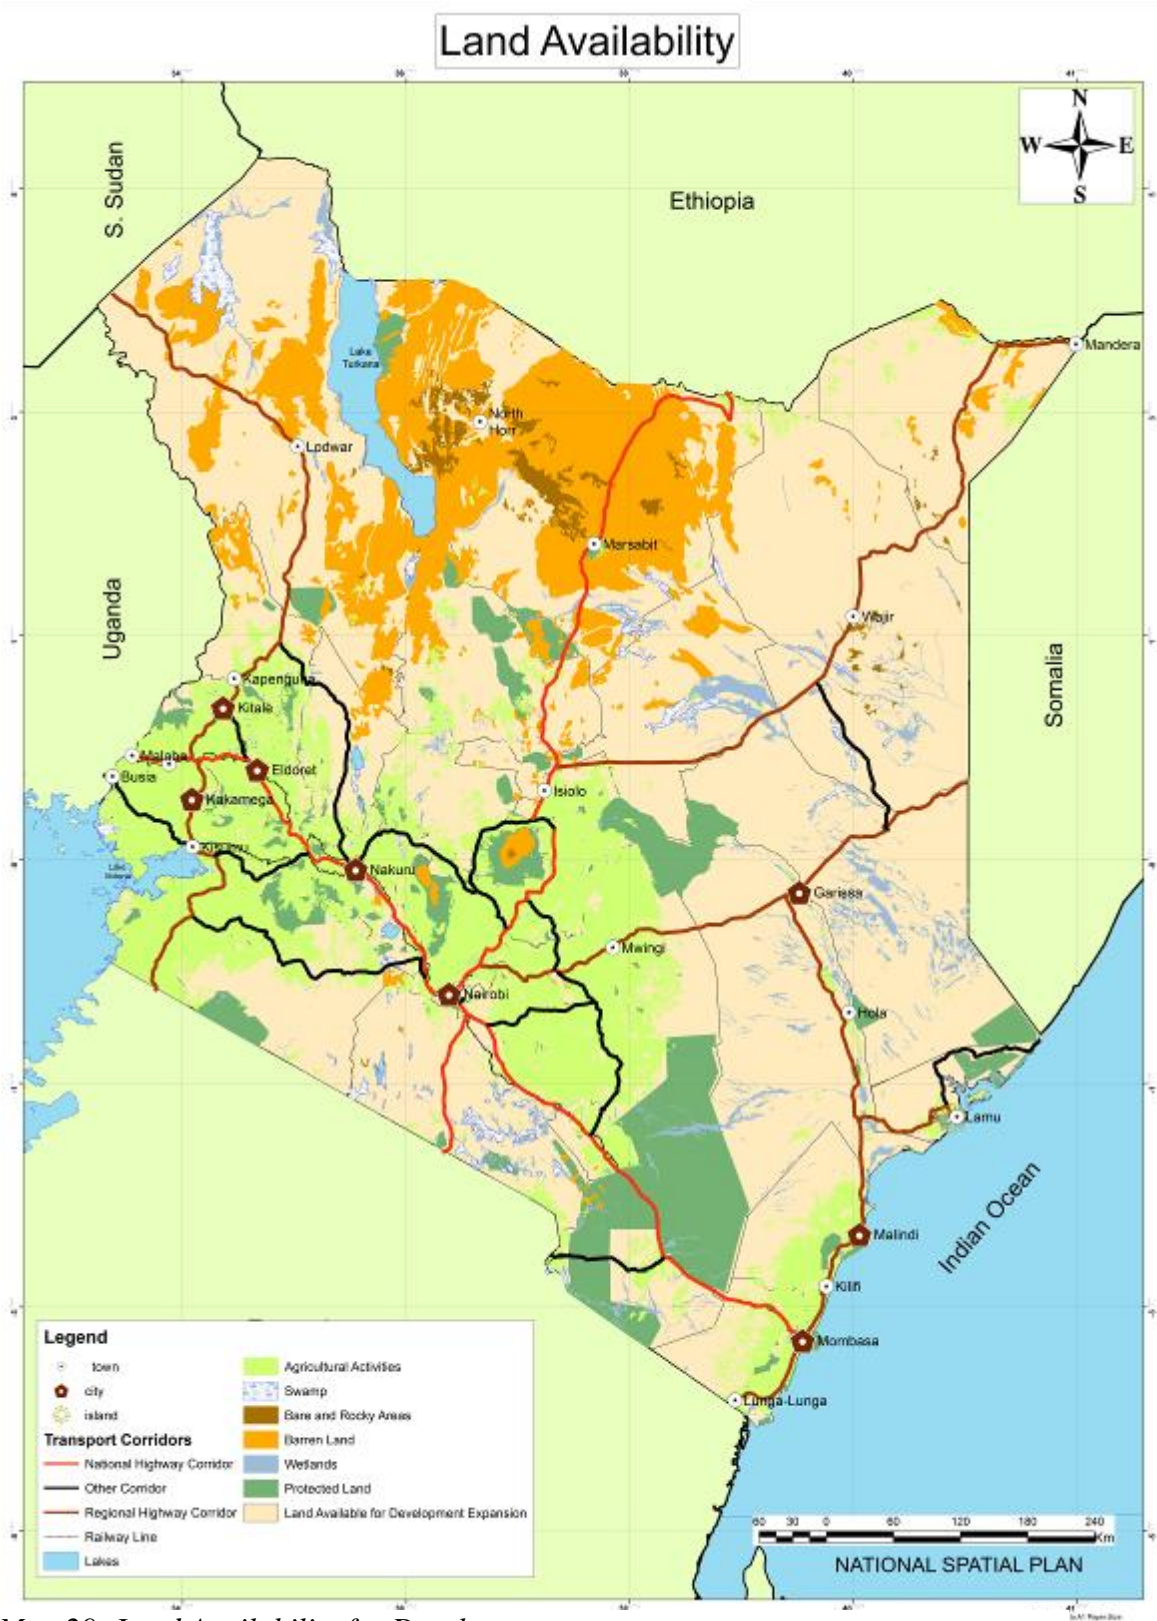 Land Availability
N
W E
S
S. Sudan
Ethiopia
Uganda
Somalia
Indian Ocean
Lake
Turkana
Mandera
North
Horr
Lodwar
Marsabit
Wajir
Kapenguria
Kitale
Malaba
Eldoret
Busia
Isiolo
Kakamega
Kisumu
Lake
Victoria
Nakuru
Garissa
Mwingi
Nairobi
Hola
Lamu
Malindi
Kilifi
Mombasa
Lunga-Lunga
Legend
town
city
island
Transport Corridors
National Highway Corridor
Other Corridor
Regional Highway Corridor
Railway Line
Lakes
Agricultural Activities
Swamp
Bare and Rocky Areas
Barren Land
Wetlands
Protected Land
Land Available for Development Expansion
60 30 0 60 120 180 240
Km
NATIONAL SPATIAL PLAN